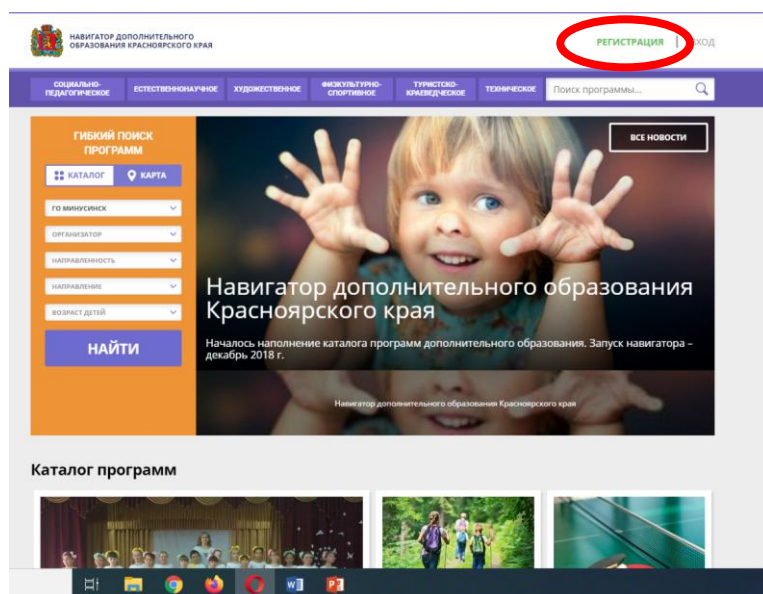 НАВИГАТОР ДОПОЛНИТЕЛЬНОГО
ОБРАЗОВАНИЯ КРАСНОЯРСКОГО КРАЯ
РЕГИСТРАЦИЯ
СОЦИАЛЬНО-
ПЕДАГОГИЧЕСКОЕ
ЕСТЕСТВЕННОНАУЧНОЕ
ХУДОЖЕСТВЕННОЕ
ФИЗКУЛЬТУРНО-
СПОРТИВНОЕ
ТУРИСТСКО-
КРАЕВЕДЧЕСКОЕ
ТЕХНИЧЕСКОЕ
Поиск программы...
ГИБКИЙ ПОИСК
ПРОГРАММ
КАТАЛОГ
КАРТА
ГО МИНУСИНСК
ОРГАНИЗАТОР
НАПРАВЛЕННОСТЬ
НАПРАВЛЕНИЕ
ВОЗРАСТ ДЕТЕЙ
НАЙТИ
ВСЕ НОВОСТИ
Навигатор дополнительного образования
Красноярского края
Началось наполнение каталога программ дополнительного образования. Запуск навигатора –
декабрь 2018 г.
Навигатор дополнительного образования Красноярского края
Каталог программ